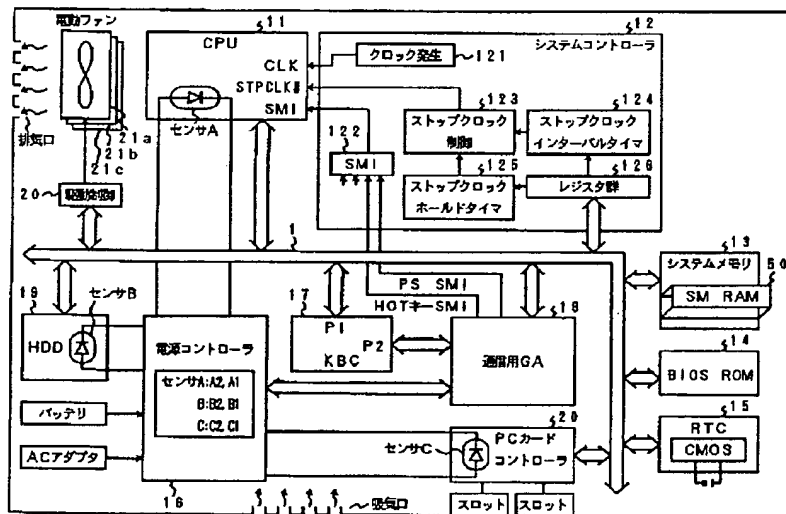 電動ファン
11
CPU
CLK
STPCLK#
SMI
センサA
排気口
21a
21b
21c
20
駆動制御
12
システムコントローラ
クロック発生
121
122
SMI
123
ストップクロック
制御
124
ストップクロック
インターバルタイマ
125
ストップクロック
ホールドタイマ
126
レジスタ群
1
PS SMI
HOTキーSMI
13
システムメモリ
50
SM RAM
14
BIOS ROM
15
RTC
CMOS
19
センサB
HDD
電源コントローラ
センサA:A2,A1
B:B2,B1
C:C2,C1
16
バッテリ
ACアダプタ
17
P1
P2
KBC
18
通信用GA
20
センサC
PCカード
コントローラ
スロット
スロット
吸気口